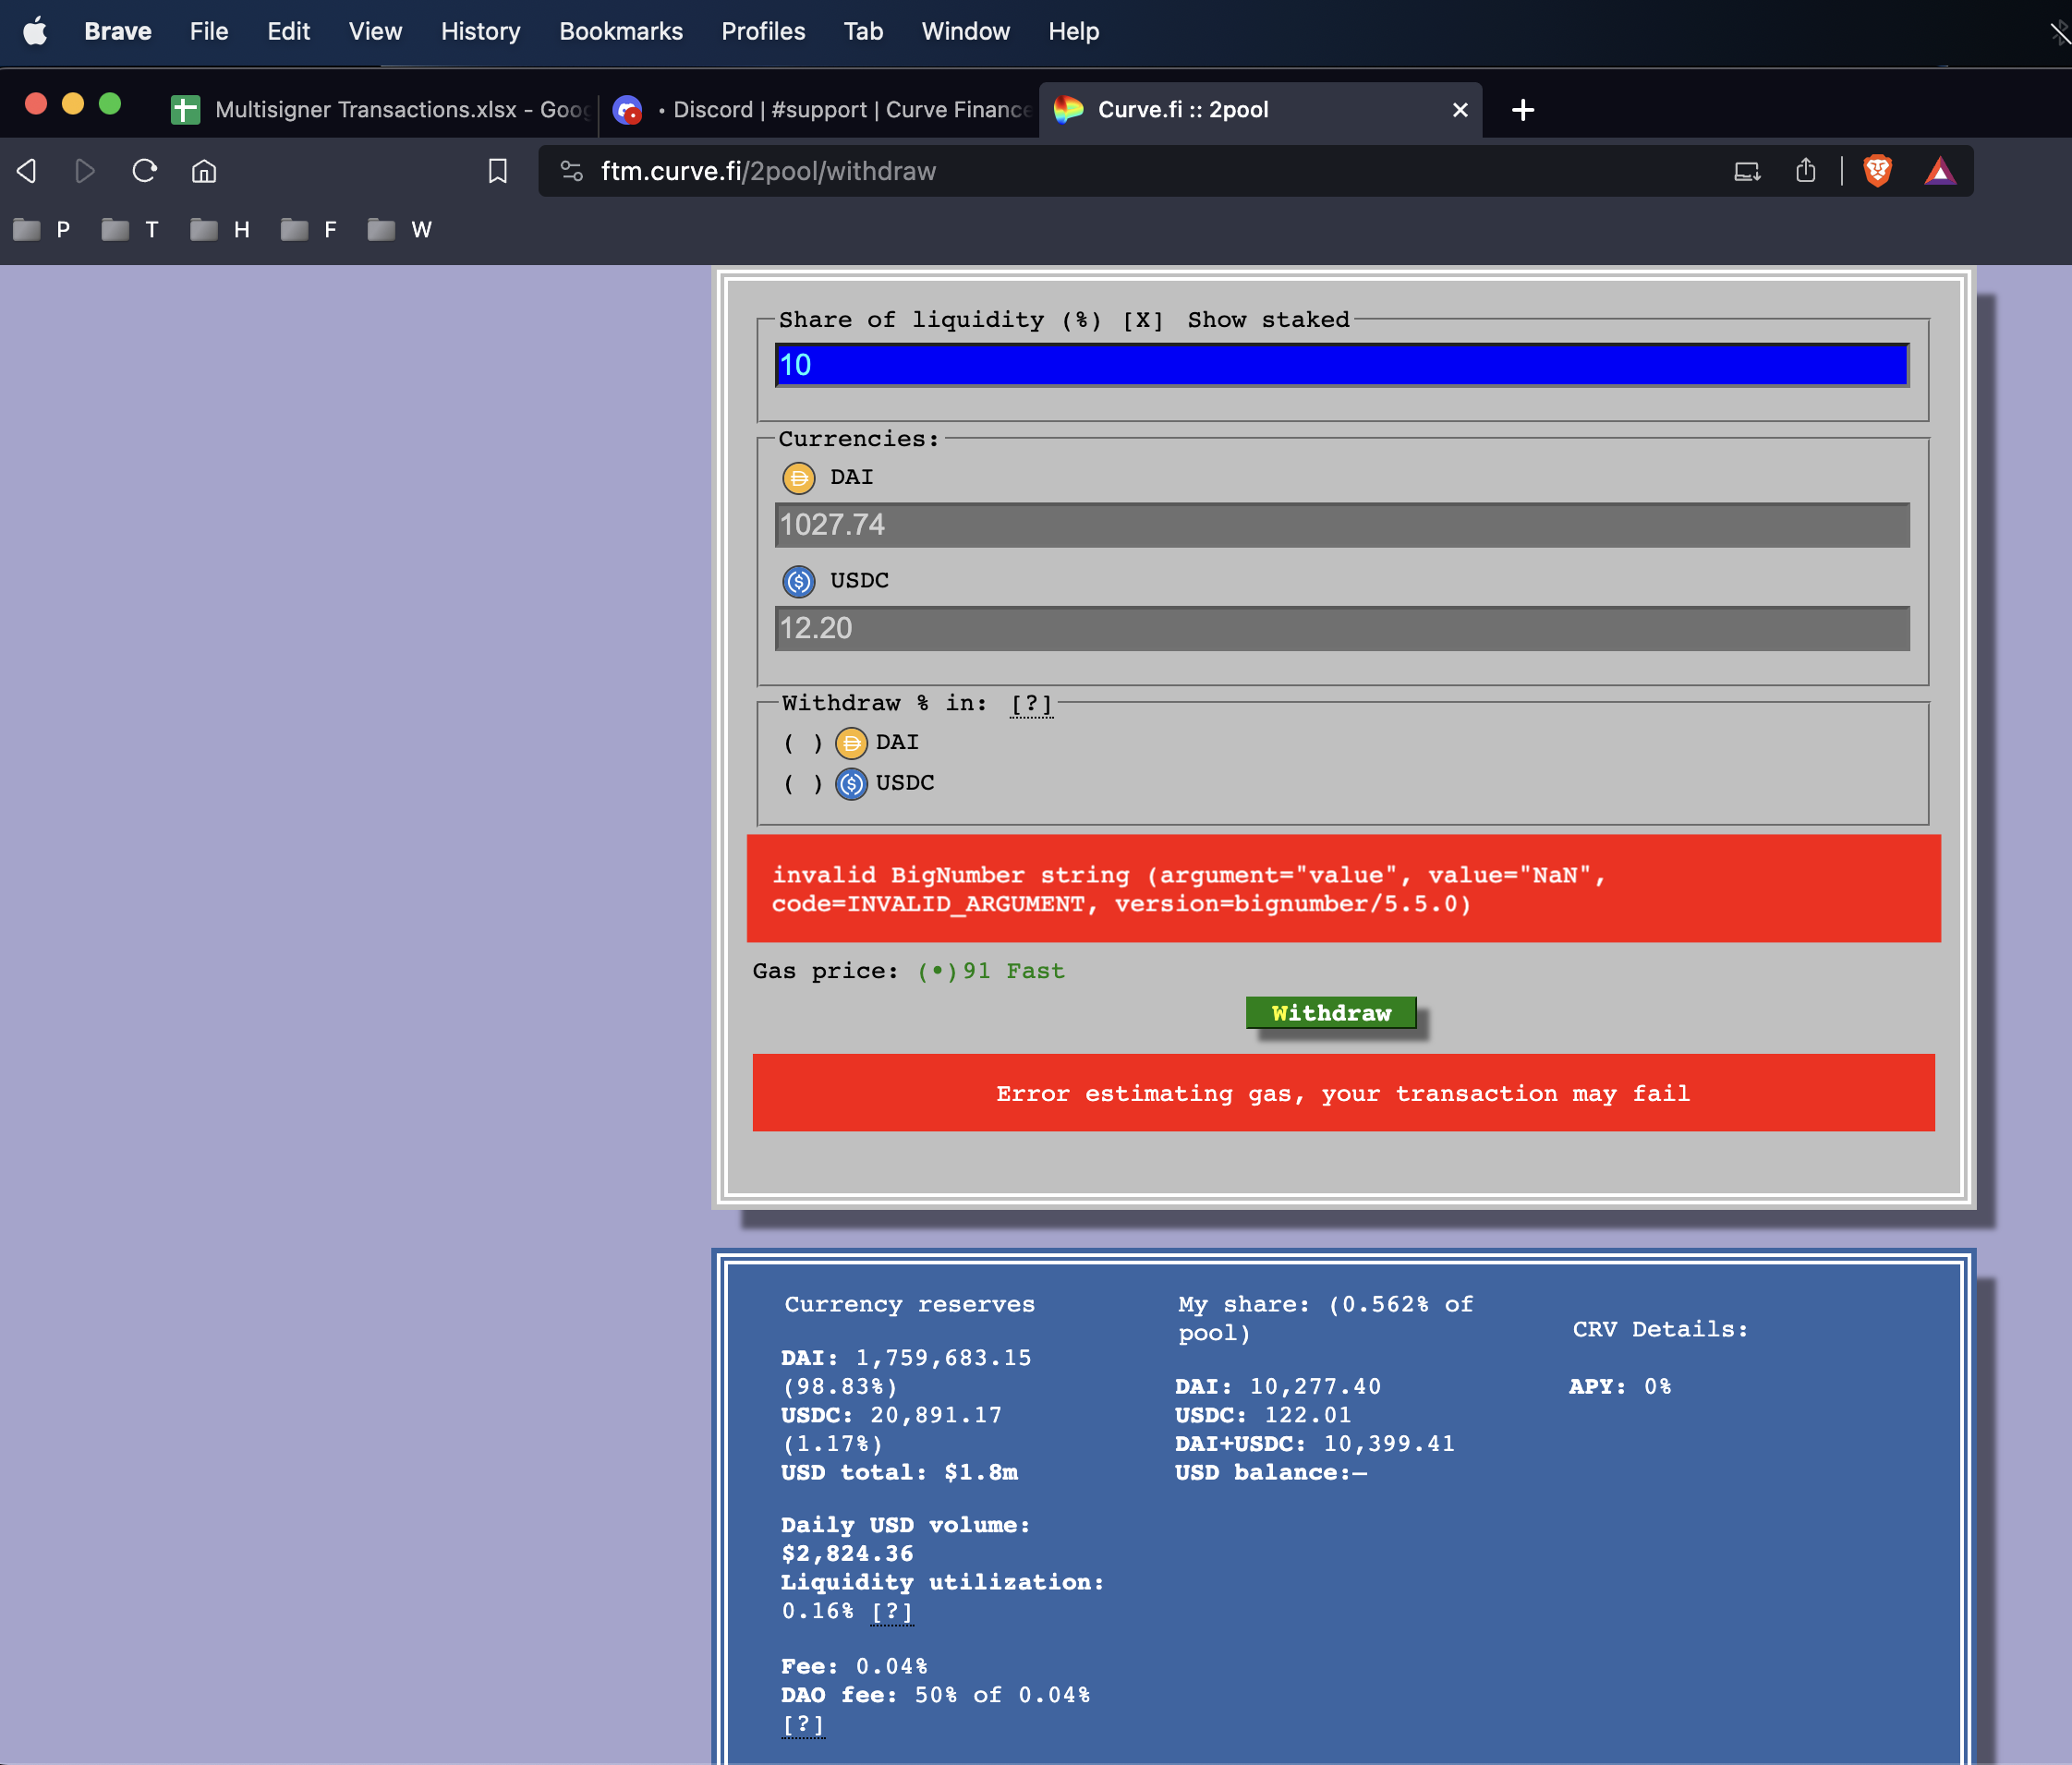 Brave File Edit View History Bookmarks Profiles Tab Window Help
Multisigner Transactions.xlsx - Goog
• Discord | #support | Curve Finance
Curve.fi :: 2pool
ftm.curve.fi/2pool/withdraw
P T H F W
Share of liquidity (%) [X] Show staked
10
Currencies:
DAI
1027.74
USDC
12.20
Withdraw % in: [?]
( ) DAI
( ) USDC
invalid BigNumber string (argument="value", value="NaN",
code=INVALID_ARGUMENT, version=bignumber/5.5.0)
Gas price: (•)91 Fast
Withdraw
Error estimating gas, your transaction may fail
Currency reserves
DAI: 1,759,683.15
(98.83%)
USDC: 20,891.17
(1.17%)
USD total: $1.8m
Daily USD volume:
$2,824.36
Liquidity utilization:
0.16% [?]
Fee: 0.04%
DAO fee: 50% of 0.04%
[?]
My share: (0.562% of
pool)
DAI: 10,277.40
USDC: 122.01
DAI+USDC: 10,399.41
USD balance:—
CRV Details:
APY: 0%